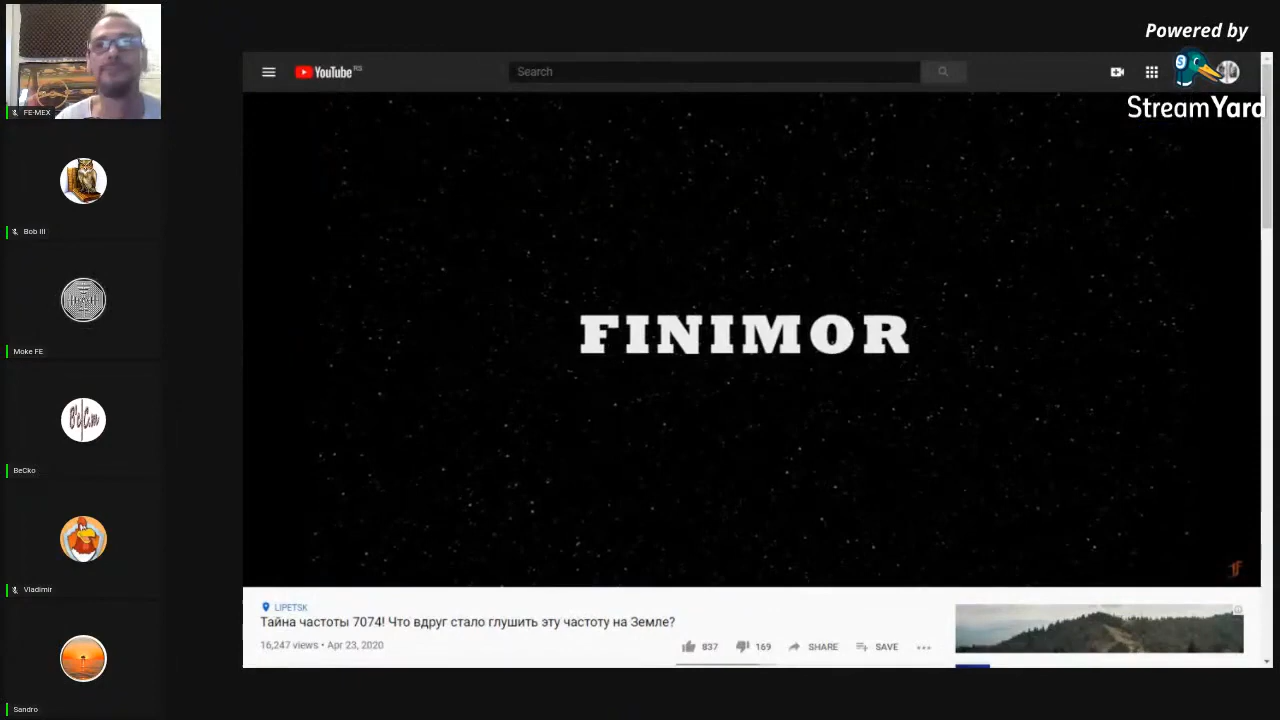 Powered by
StreamYard
YouTube RS
Search
FE-MEX
Bob III
Moke FE
BeCko
Vladimir
Sandro
FINIMOR
LIPETSK
Тайна частоты 7074! Что вдруг стало глушить эту частоту на Земле?
16,247 views • Apr 23, 2020
837
169
SHARE
SAVE